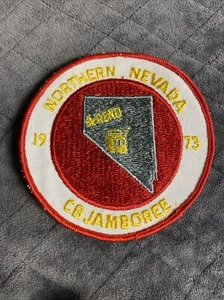 NORTHERN NEVADA
19 73
RENO
CB JAMBOREE